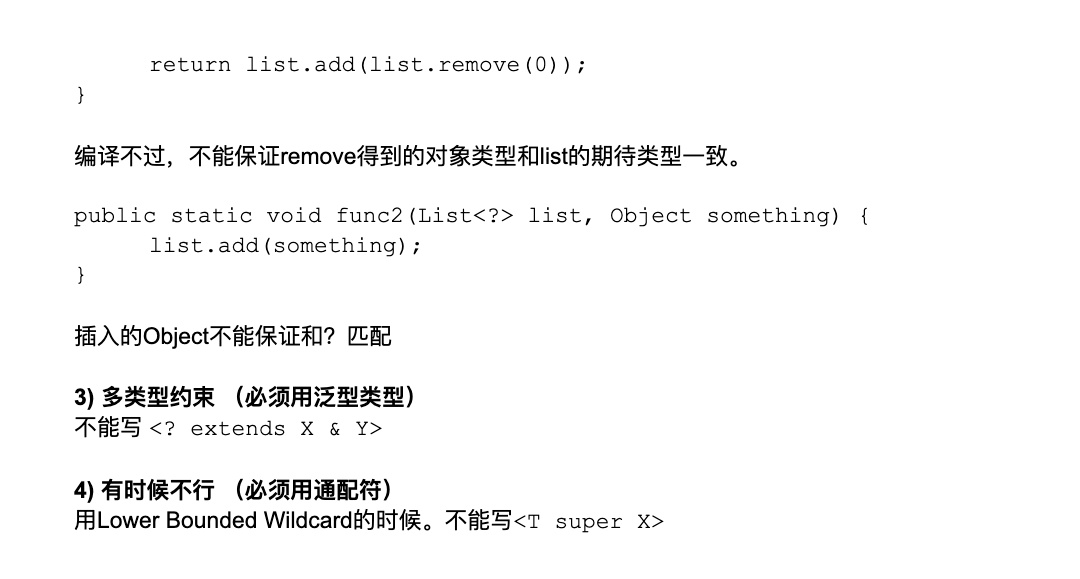 return list.add(list.remove(0));
}
编译不过，不能保证remove得到的对象类型和list的期待类型一致。
public static void func2(List<?> list, Object something) {
list.add(something);
}
插入的Object不能保证和？匹配
3) 多类型约束 （必须用泛型类型）
不能写 <? extends X & Y>
4) 有时候不行 （必须用通配符）
用Lower Bounded Wildcard的时候。不能写<T super X>